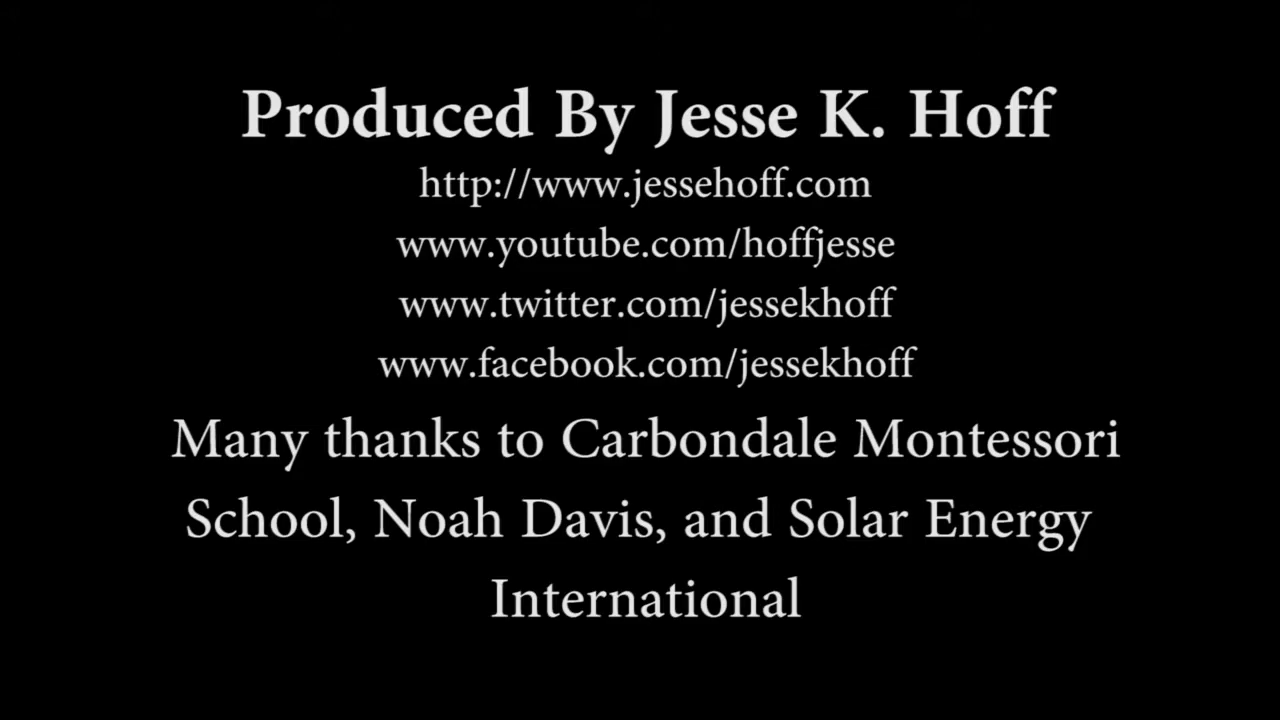 Produced By Jesse K. Hoff
http://www.jessehoff.com
www.youtube.com/hoffjesse
www.twitter.com/jessekhoff
www.facebook.com/jessekhoff
Many thanks to Carbondale Montessori
School, Noah Davis, and Solar Energy
International